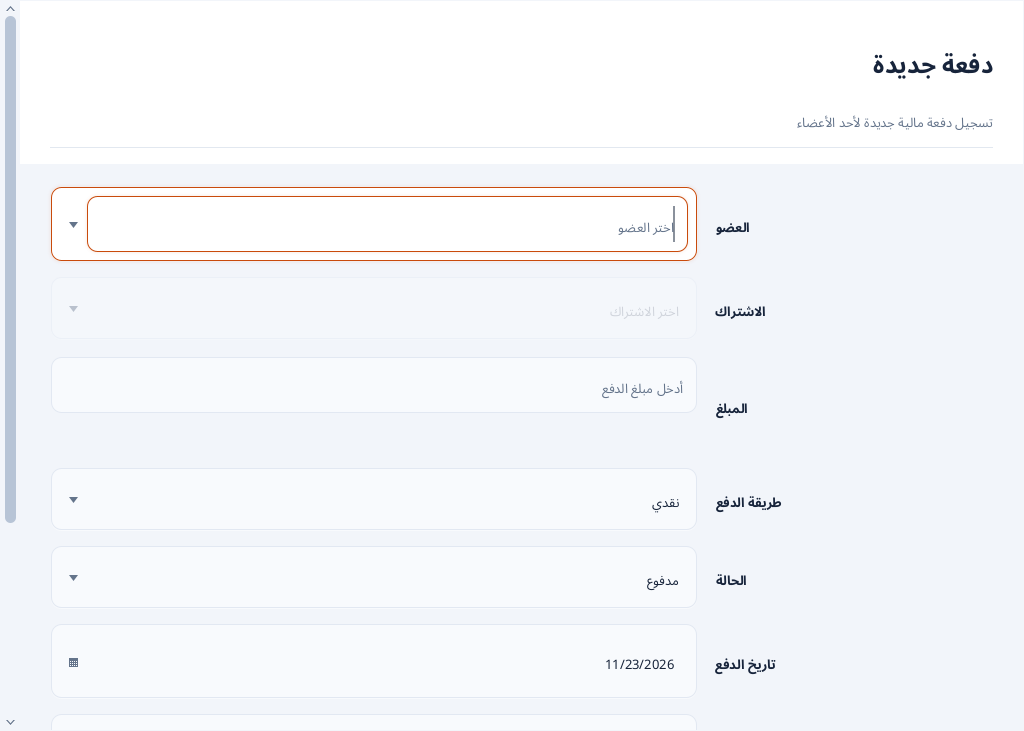 دفعة جديدة
تسجيل دفعة مالية جديدة لأحد الأعضاء
العضو
اختر العضو
الاشتراك
اختر الاشتراك
المبلغ
أدخل مبلغ الدفع
طريقة الدفع
نقدي
الحالة
مدفوع
تاريخ الدفع
11/23/2026